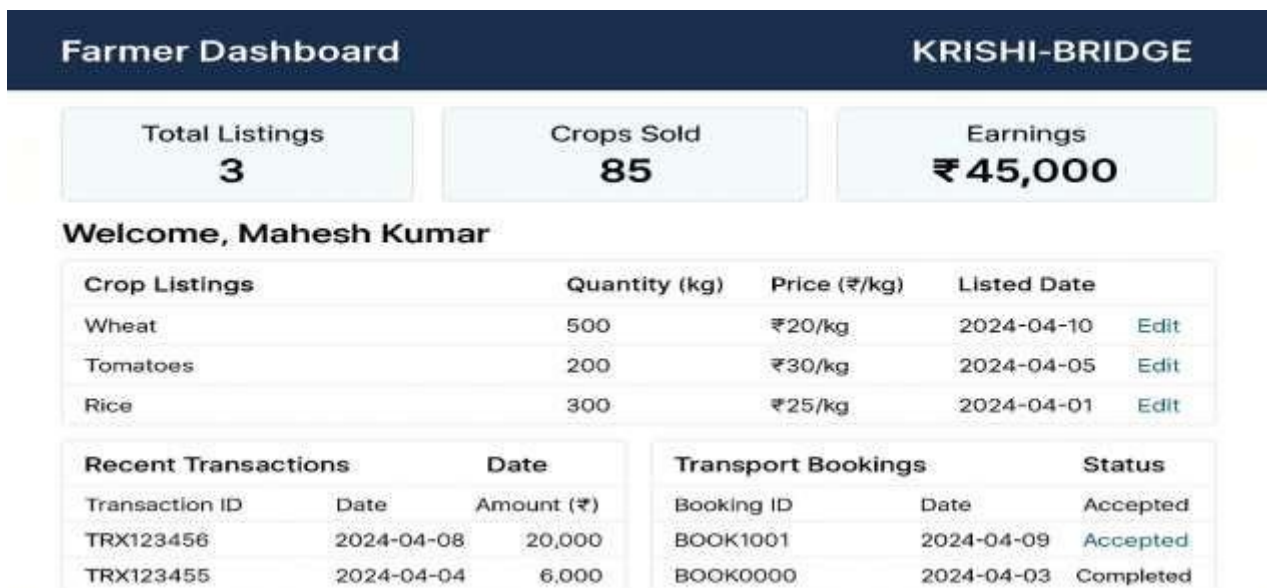 Farmer Dashboard KRISHI-BRIDGE
Total Listings Crops Sold Earnings
3 85 ₹45,000
Welcome, Mahesh Kumar
Crop Listings Quantity (kg) Price (₹/kg) Listed Date
Wheat 500 ₹20/kg 2024-04-10 Edit
Tomatoes 200 ₹30/kg 2024-04-05 Edit
Rice 300 ₹25/kg 2024-04-01 Edit
Recent Transactions Date
Transaction ID Date Amount (₹)
TRX123456 2024-04-08 20,000
TRX123455 2024-04-04 6,000
Transport Bookings Status
Booking ID Date Accepted
BOOK1001 2024-04-09 Accepted
BOOK0000 2024-04-03 Completed